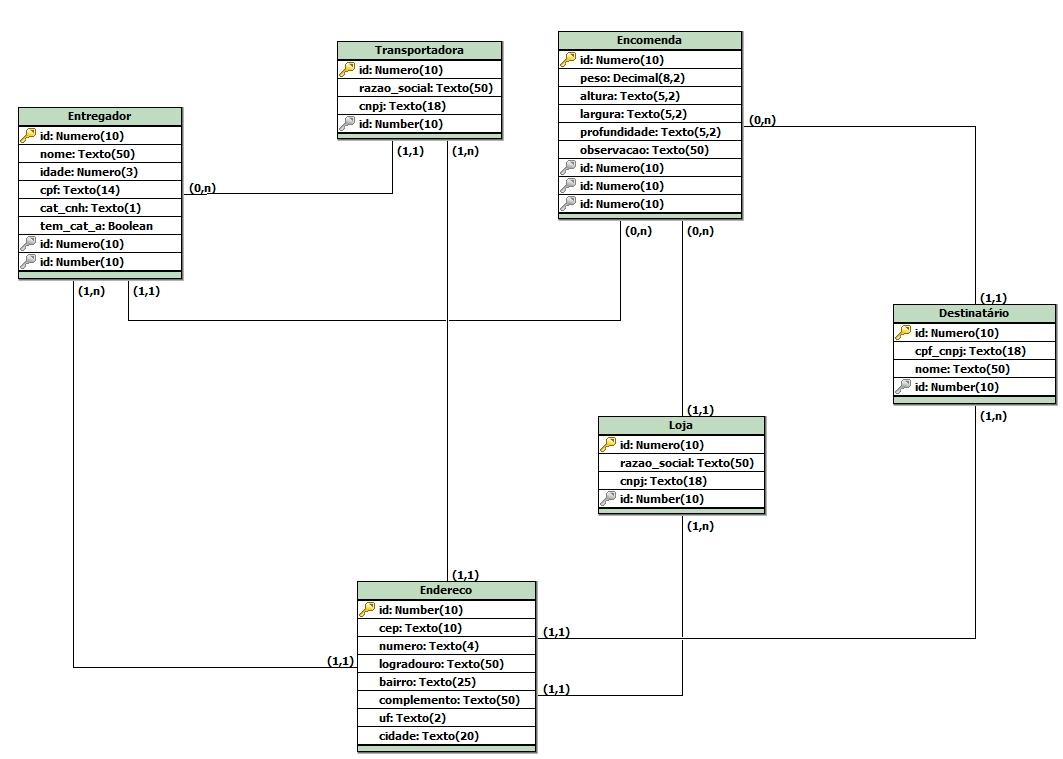 Transportadora
id: Numero(10)
razao_social: Texto(50)
cnpj: Texto(18)
id: Number(10)
(1,1)
(1,n)
Encomenda
id: Numero(10)
peso: Decimal(8,2)
altura: Texto(5,2)
largura: Texto(5,2)
profundidade: Texto(5,2)
observacao: Texto(50)
id: Numero(10)
id: Numero(10)
id: Numero(10)
(0,n)
(0,n)
(0,n)
Entregador
id: Numero(10)
nome: Texto(50)
idade: Numero(3)
cpf: Texto(14)
cat_cnh: Texto(1)
tem_cat_a: Boolean
id: Numero(10)
id: Number(10)
(0,n)
(1,n)
(1,1)
(1,1)
Destinatário
id: Numero(10)
cpf_cnpj: Texto(18)
nome: Texto(50)
id: Number(10)
(1,n)
(1,1)
Loja
id: Numero(10)
razao_social: Texto(50)
cnpj: Texto(18)
id: Number(10)
(1,n)
(1,1)
Endereco
id: Number(10)
cep: Texto(10)
numero: Texto(4)
logradouro: Texto(50)
bairro: Texto(25)
complemento: Texto(50)
uf: Texto(2)
cidade: Texto(20)
(1,1)
(1,1)
(1,1)